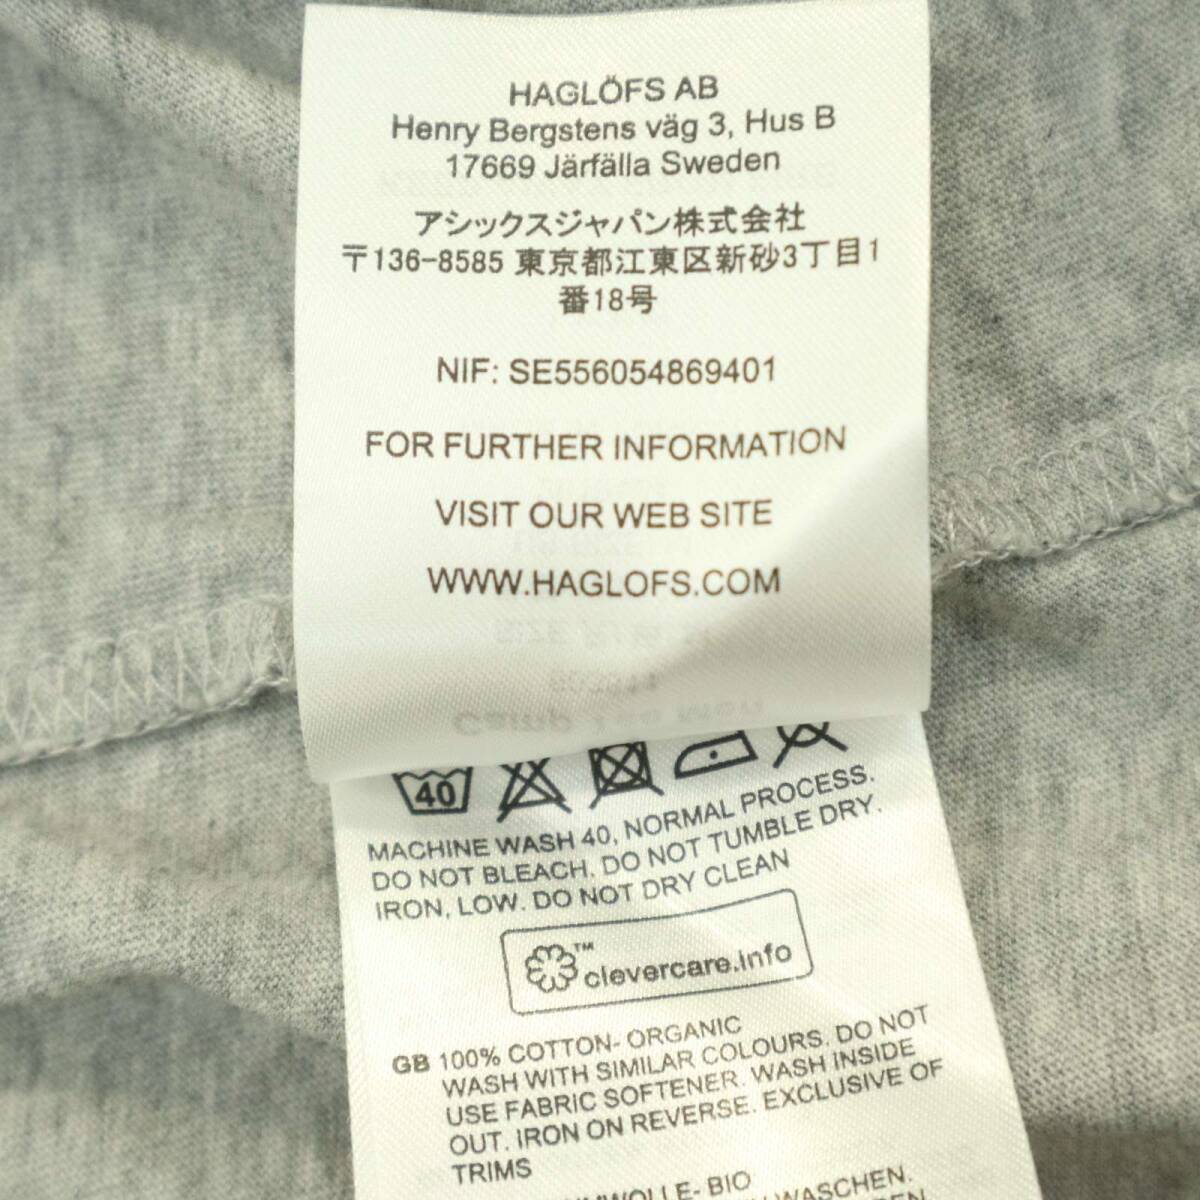 HAGLÖFS AB
Henry Bergstens väg 3, Hus B
17669 Järfälla Sweden
アシックスジャパン株式会社
〒136-8585 東京都江東区新砂3丁目1
番18号
NIF: SE556054869401
FOR FURTHER INFORMATION
VISIT OUR WEB SITE
WWW.HAGLOFS.COM
40
MACHINE WASH 40, NORMAL PROCESS.
DO NOT BLEACH. DO NOT TUMBLE DRY.
IRON, LOW. DO NOT DRY CLEAN
™
clevercare.info
GB 100% COTTON- ORGANIC
WASH WITH SIMILAR COLOURS. DO NOT
USE FABRIC SOFTENER. WASH INSIDE
OUT. IRON ON REVERSE. EXCLUSIVE OF
TRIMS
BIO
WASCHEN.